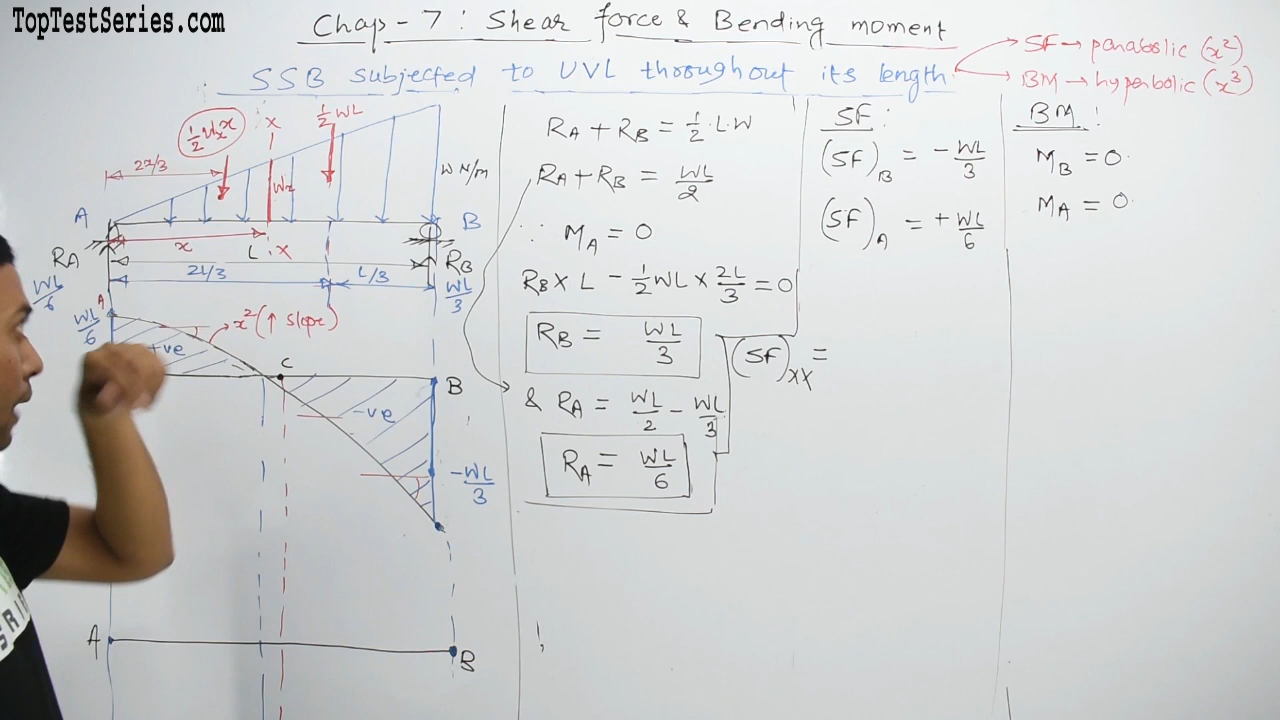 TopTestSeries.com
Chap-7: Shear force & Bending moment
SSB subjected to UVL throughout its length.
SF → parabolic (x²)
BM → hyperbolic (x³)
½ Wₓ x
X
½ WL
2x/3
Wx
W N/m
A
B
x
L
X
RA
RB
2L/3
L/3
WL/6
WL/3
A
WL/6
+ve
x² (↑ slope)
C
B
-ve
-WL/3
A
B
RA + RB = ½·L·W
RA + RB = WL/2
∵ MA = 0
RB × L - ½ WL × 2L/3 = 0
RB = WL/3
& RA = WL/2 - WL/3
RA = WL/6
SF:
(SF)B = -WL/3
(SF)A = +WL/6
(SF)XX =
BM:
MB = 0.
MA = 0.